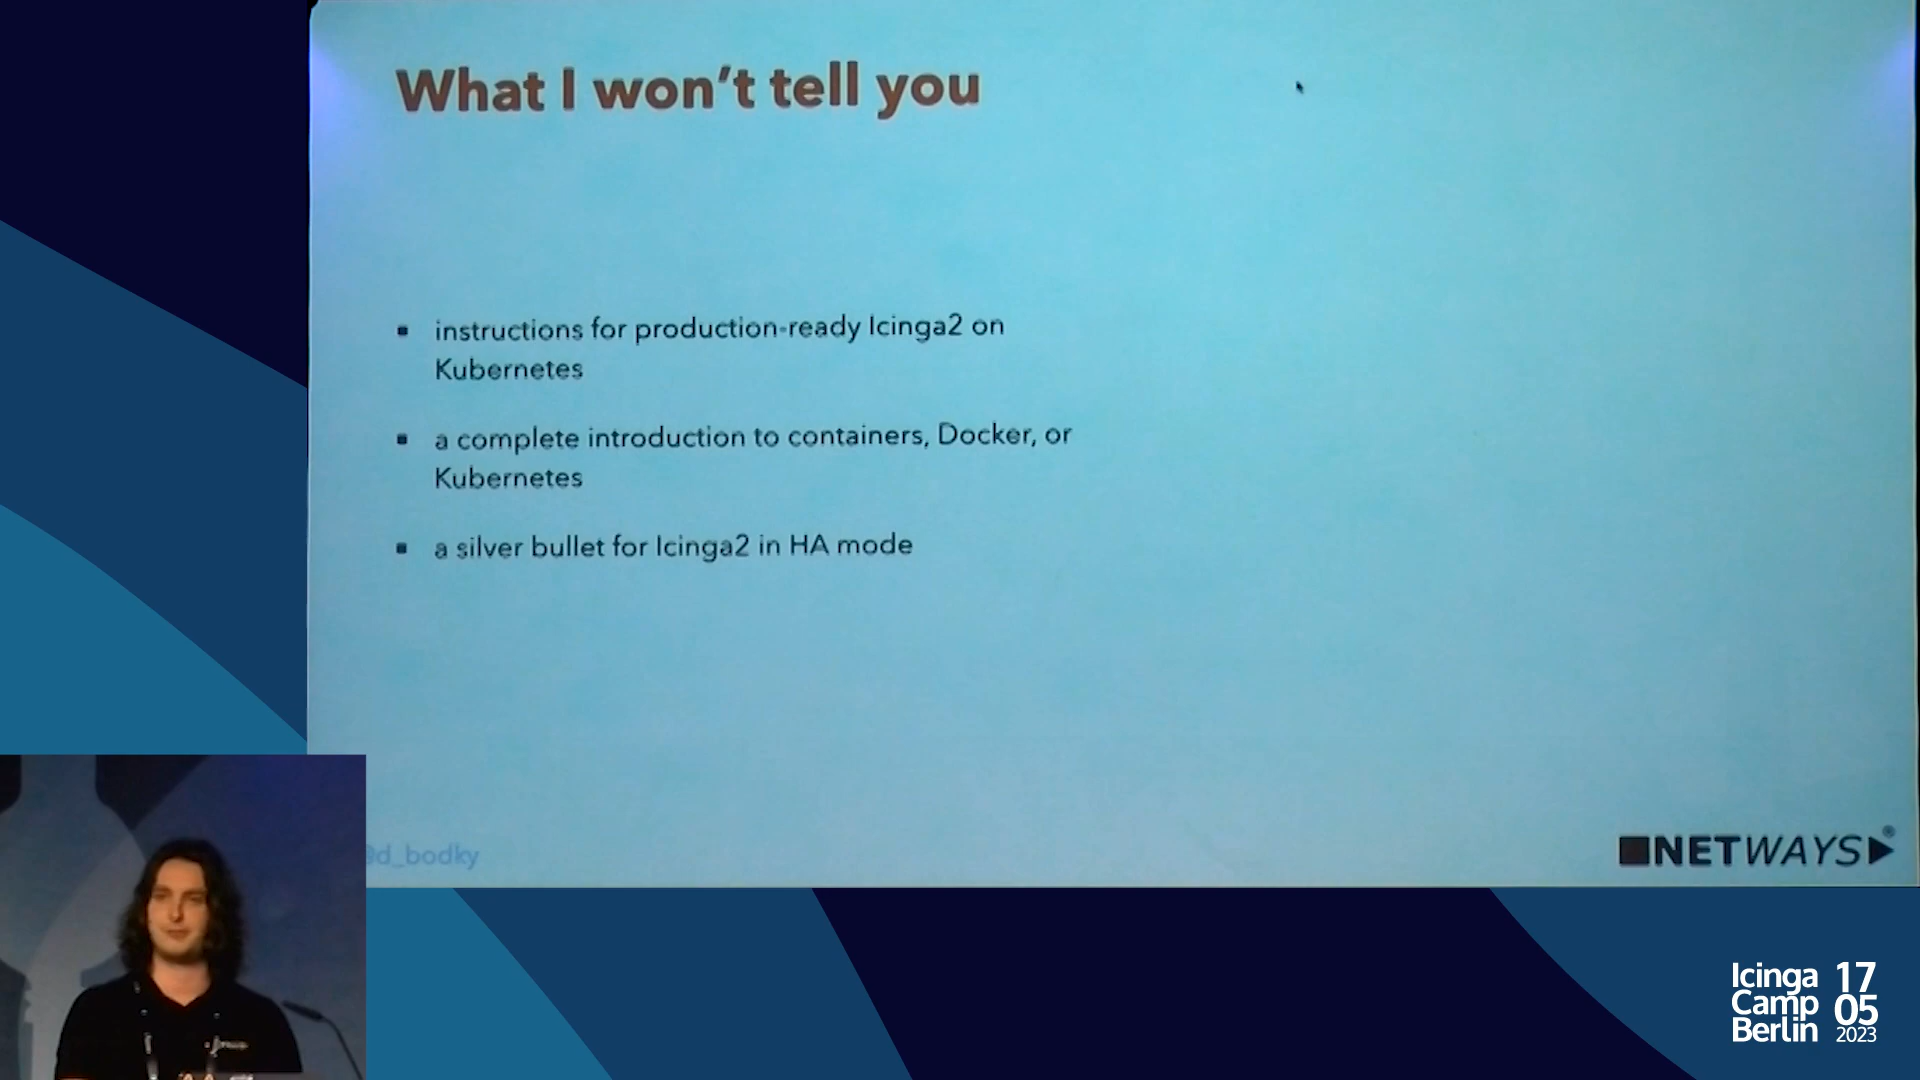 What I won't tell you
▪ instructions for production-ready Icinga2 on
Kubernetes
▪ a complete introduction to containers, Docker, or
Kubernetes
▪ a silver bullet for Icinga2 in HA mode
@d_bodky
NETWAYS®
Icinga 17
Camp 05
Berlin 2023